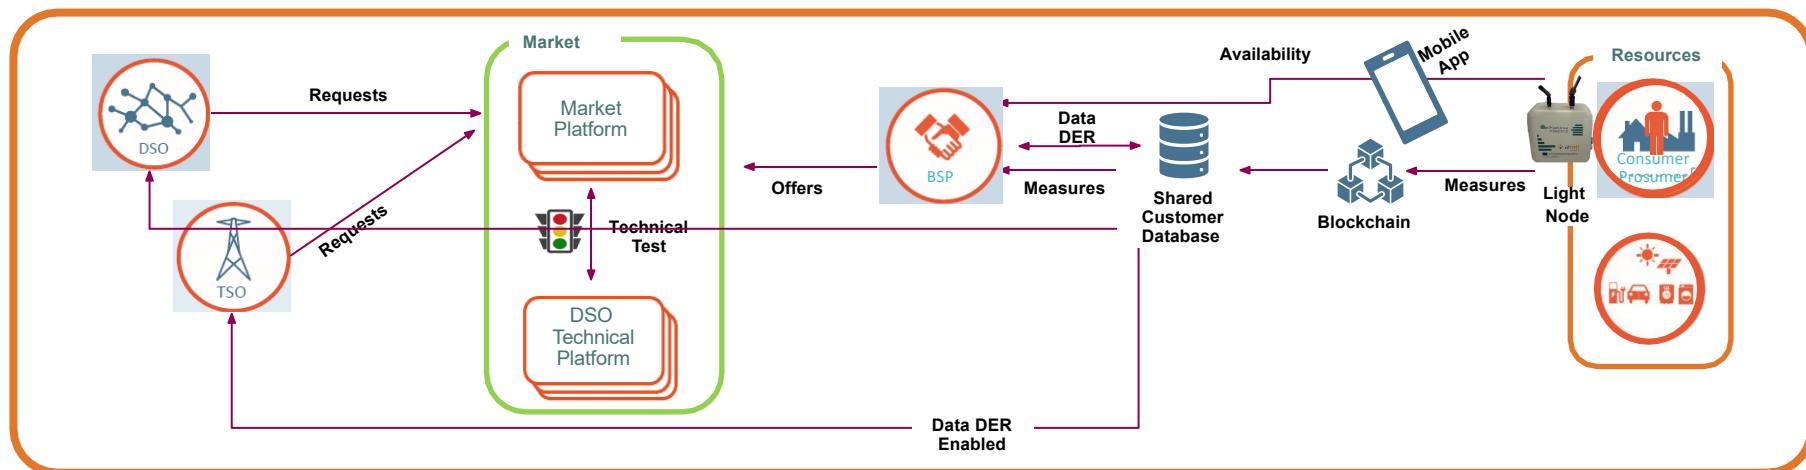 Market
Availability
Mobile
App
Resources
Requests
Market
Platform
Data
DER
DSO
BSP
Offers
Measures
Measures
Consumer
Prosumer
Shared
Customer
Database
Blockchain
Light
Node
Requests
Technical
Test
TSO
DSO
Technical
Platform
Data DER
Enabled